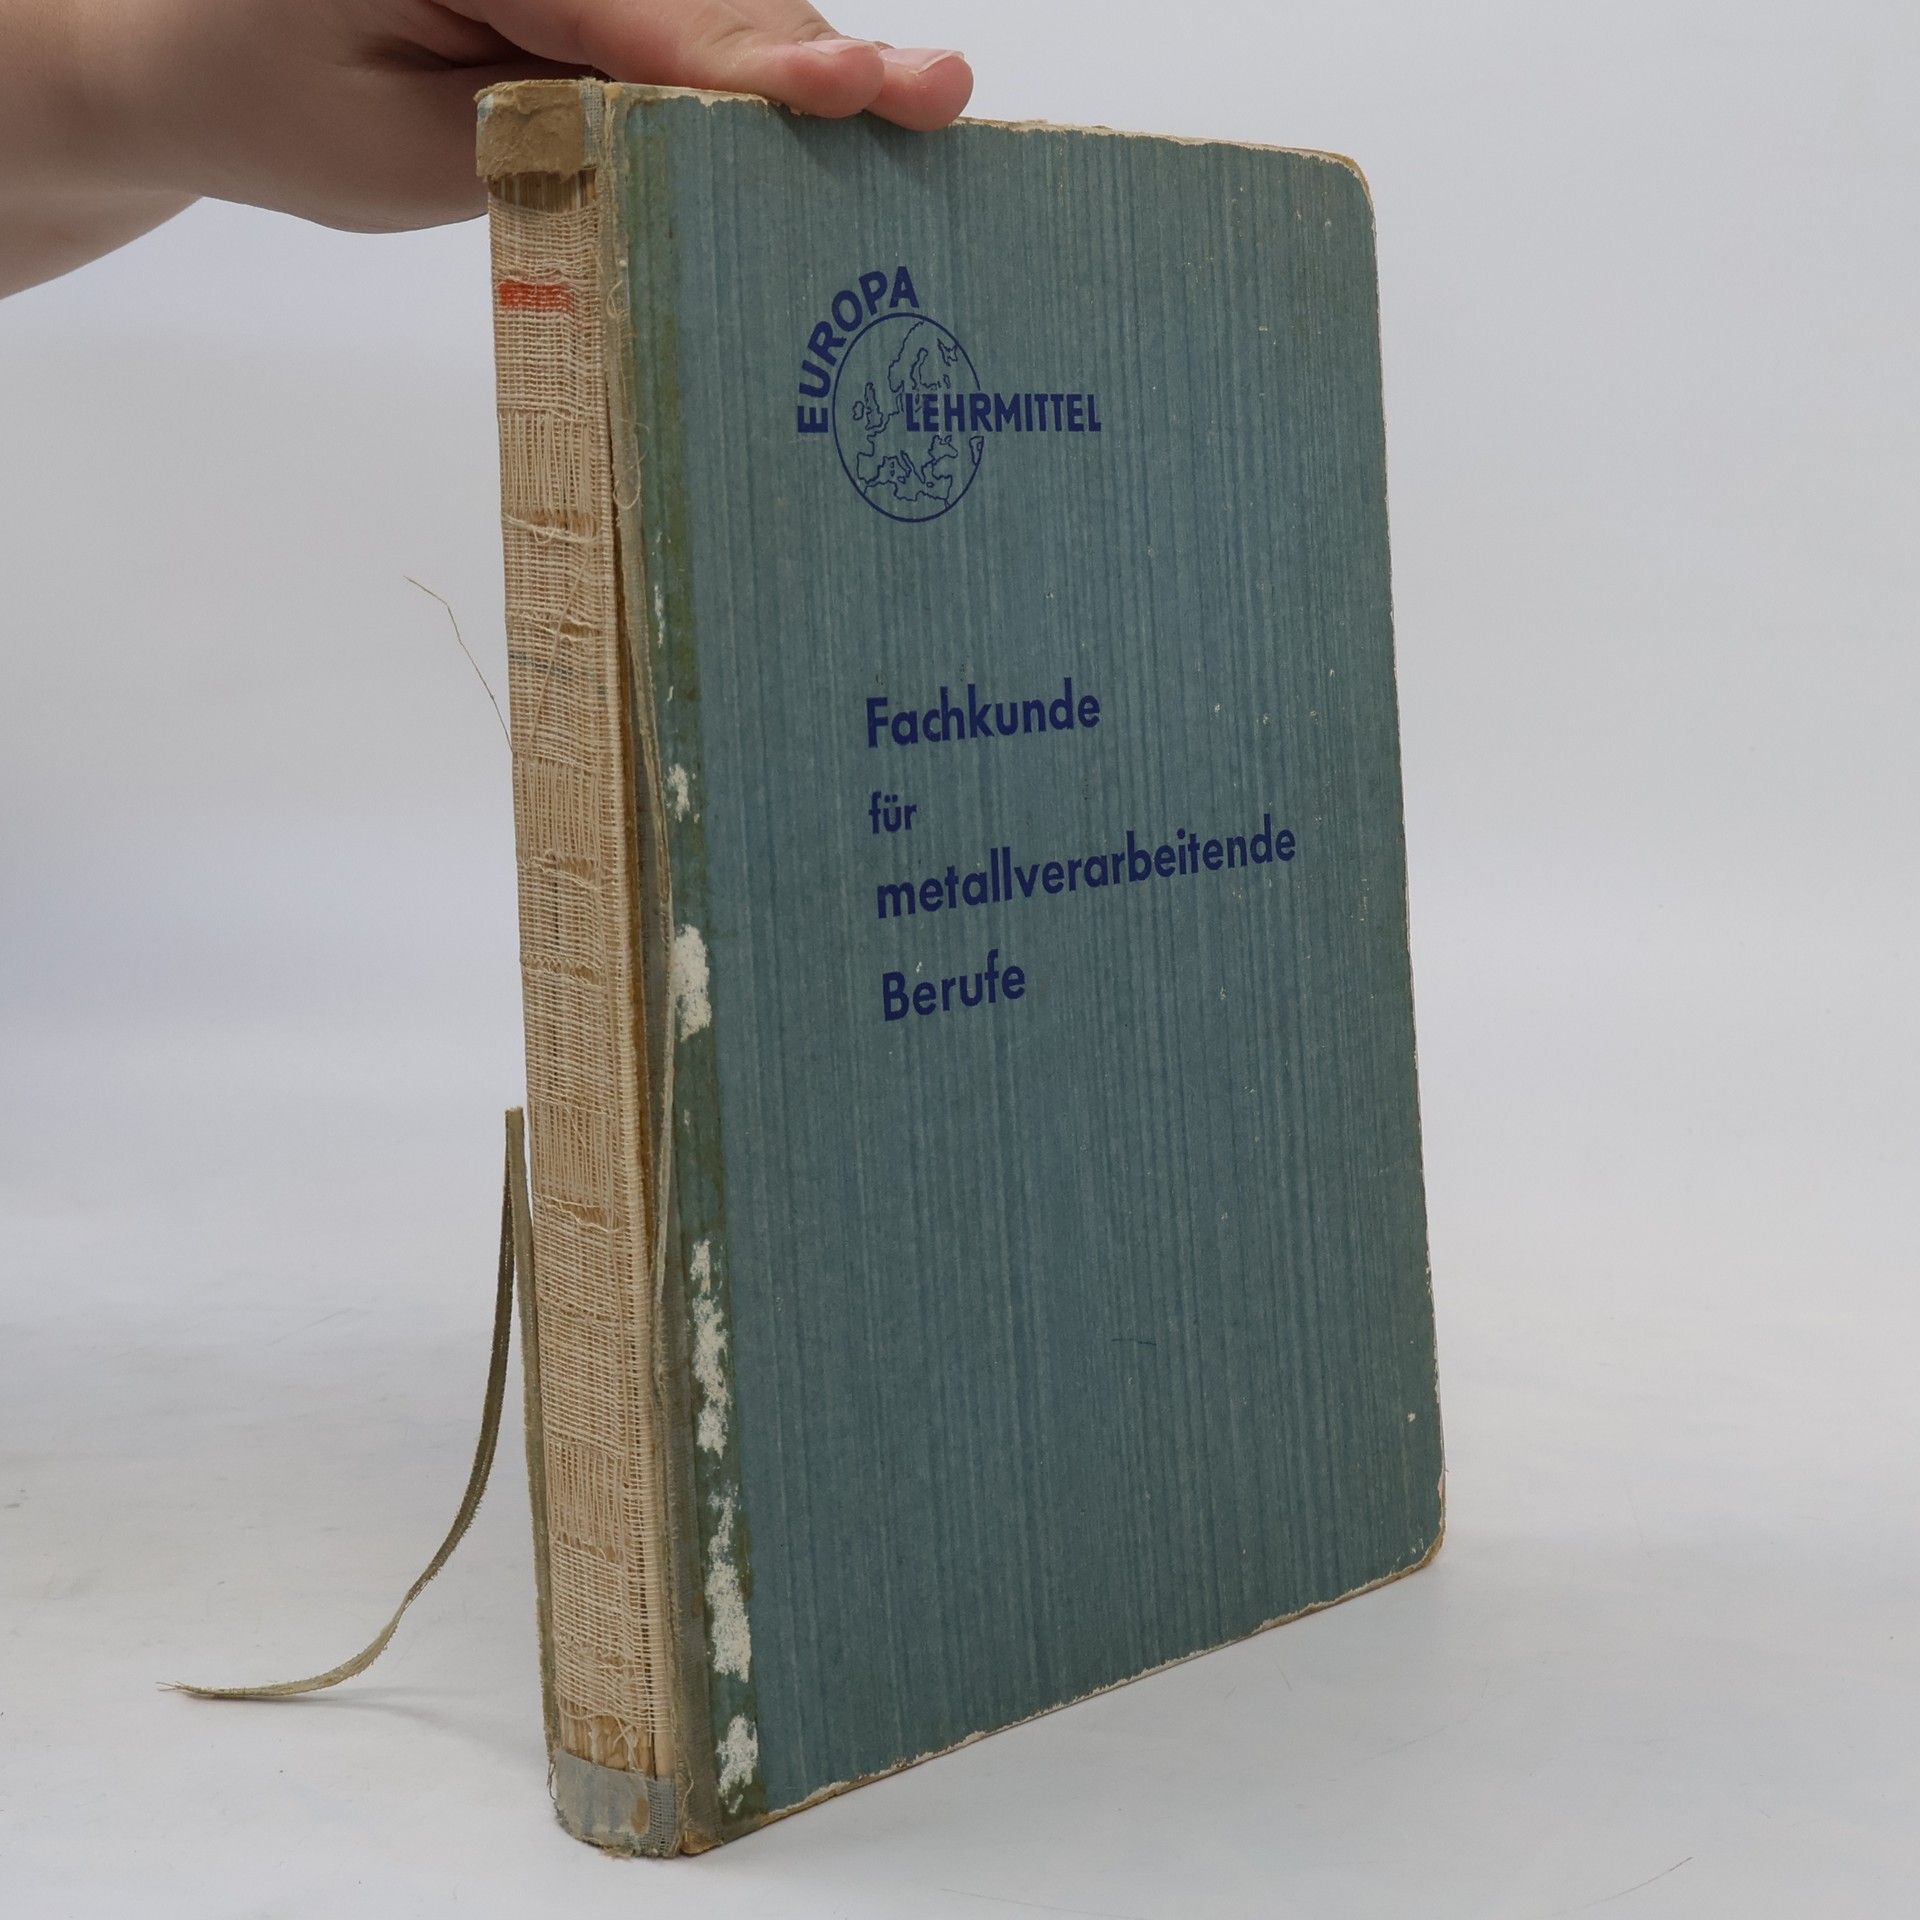 EUROPA
LEHRMITTEL
Fachkunde
für
metallverarbeitende
Berufe